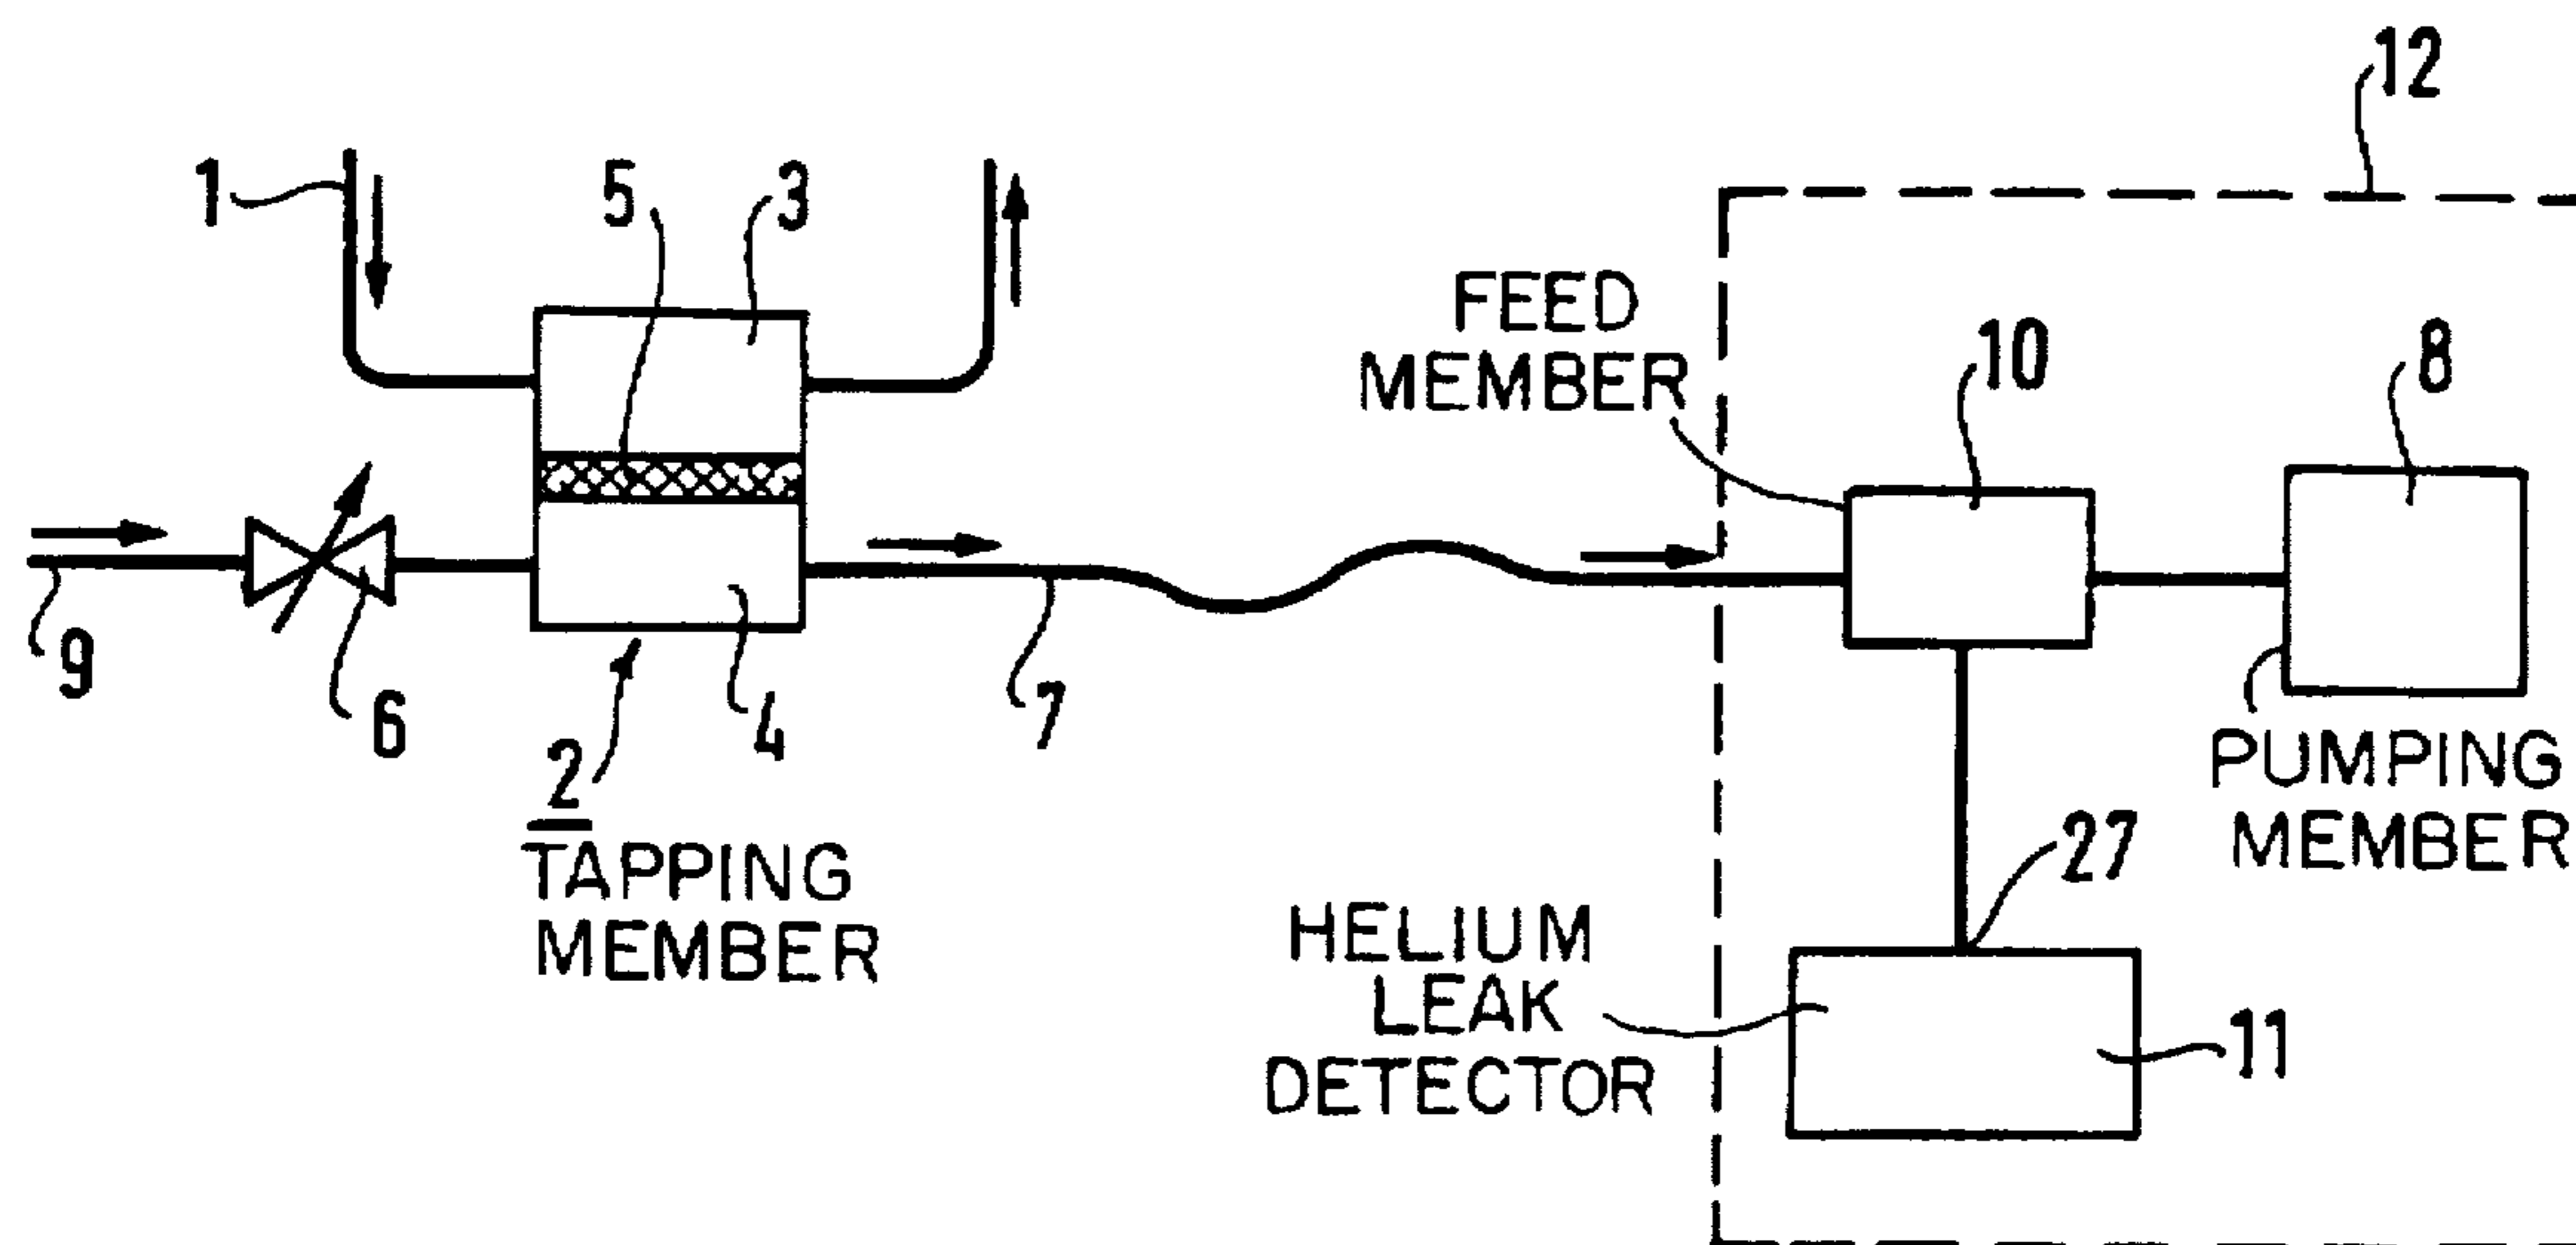 12
1
5
3
FEED
MEMBER
10
8
9
6
4
7
2
TAPPING
MEMBER
PUMPING
MEMBER
27
HELIUM
LEAK
DETECTOR
11